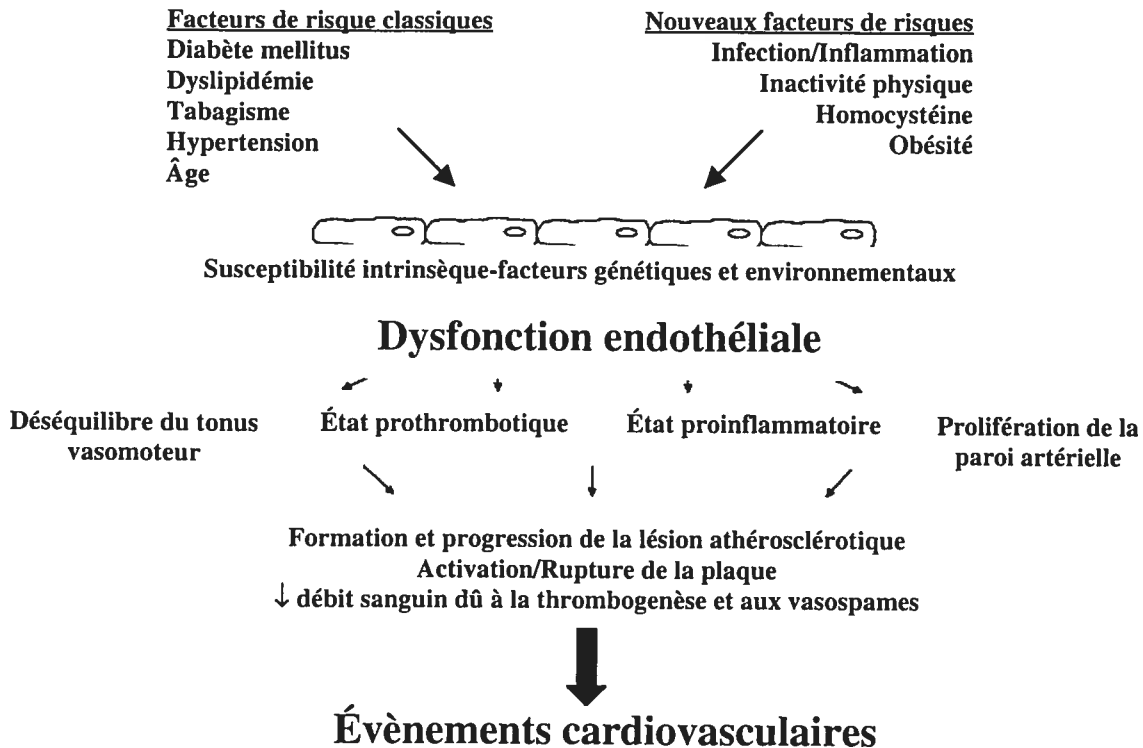 Facteurs de risque classiques
Diabète mellitus
Dyslipidémie
Tabagisme
Hypertension
Âge
Nouveaux facteurs de risques
Infection/Inflammation
Inactivité physique
Homocystéine
Obésité
Susceptibilité intrinsèque-facteurs génétiques et environnementaux
Dysfonction endothéliale
Déséquilibre du tonus
vasomoteur
État prothrombotique
État proinflammatoire
Prolifération de la
paroi artérielle
Formation et progression de la lésion athérosclérotique
Activation/Rupture de la plaque
↓ débit sanguin dû à la thrombogenèse et aux vasospames
Évènements cardiovasculaires